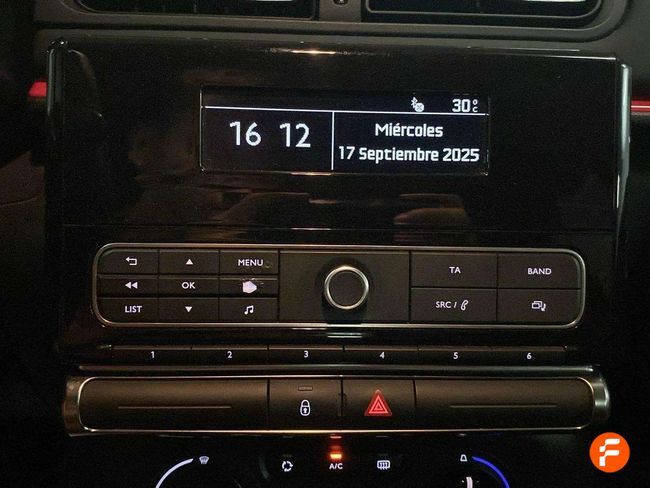 30°C
16 12
Miércoles
17 Septiembre 2025
MENU
TA
BAND
OK
LIST
SRC /
1 2 3 4 5 6
A/C